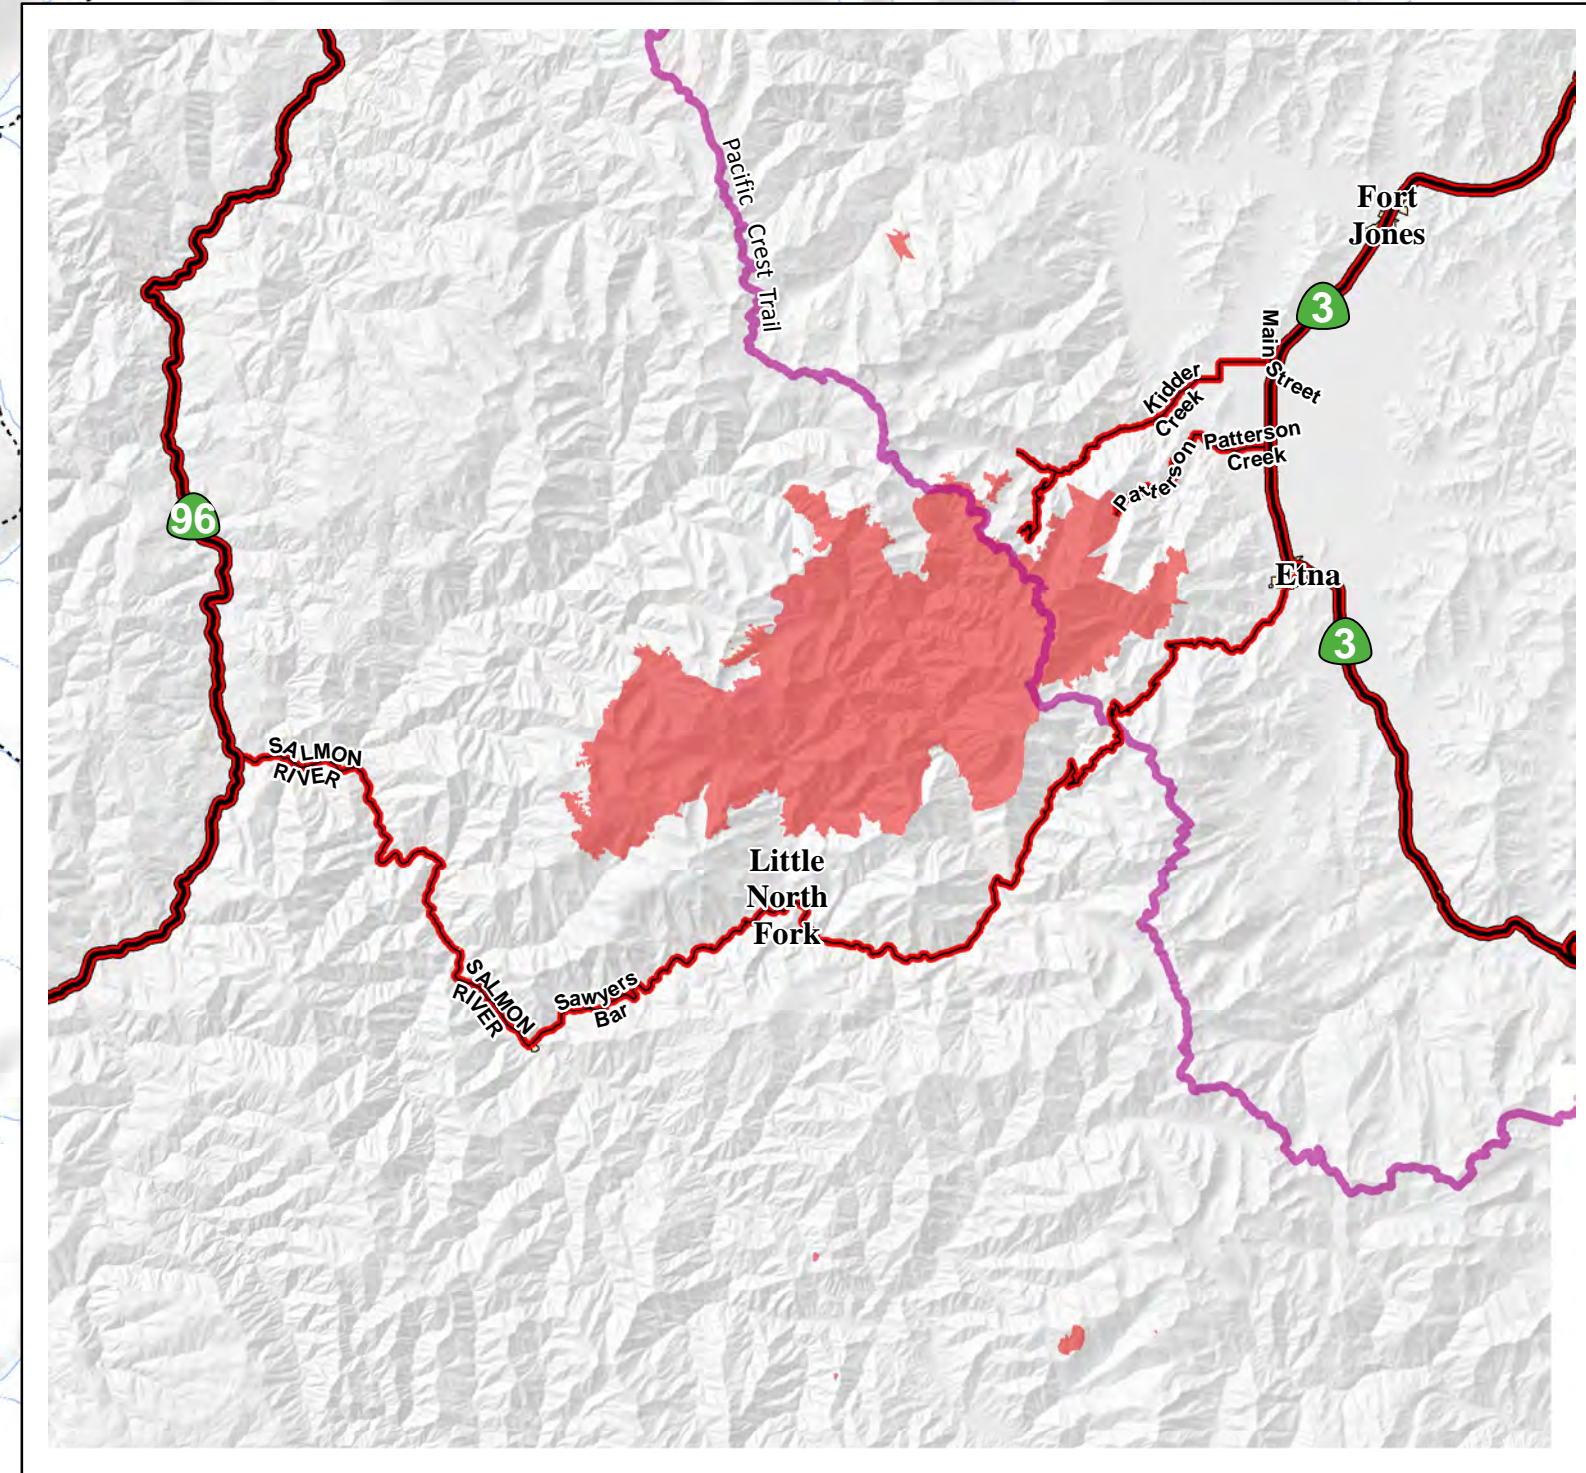 Pacific Crest Trail
Fort
Jones
3
Main
Street
Kidder
Creek
Patterson
Creek
Patterson
96
Etna
3
SALMON
RIVER
Little
North
Fork
SALMON
RIVER
Sawyers
Bar